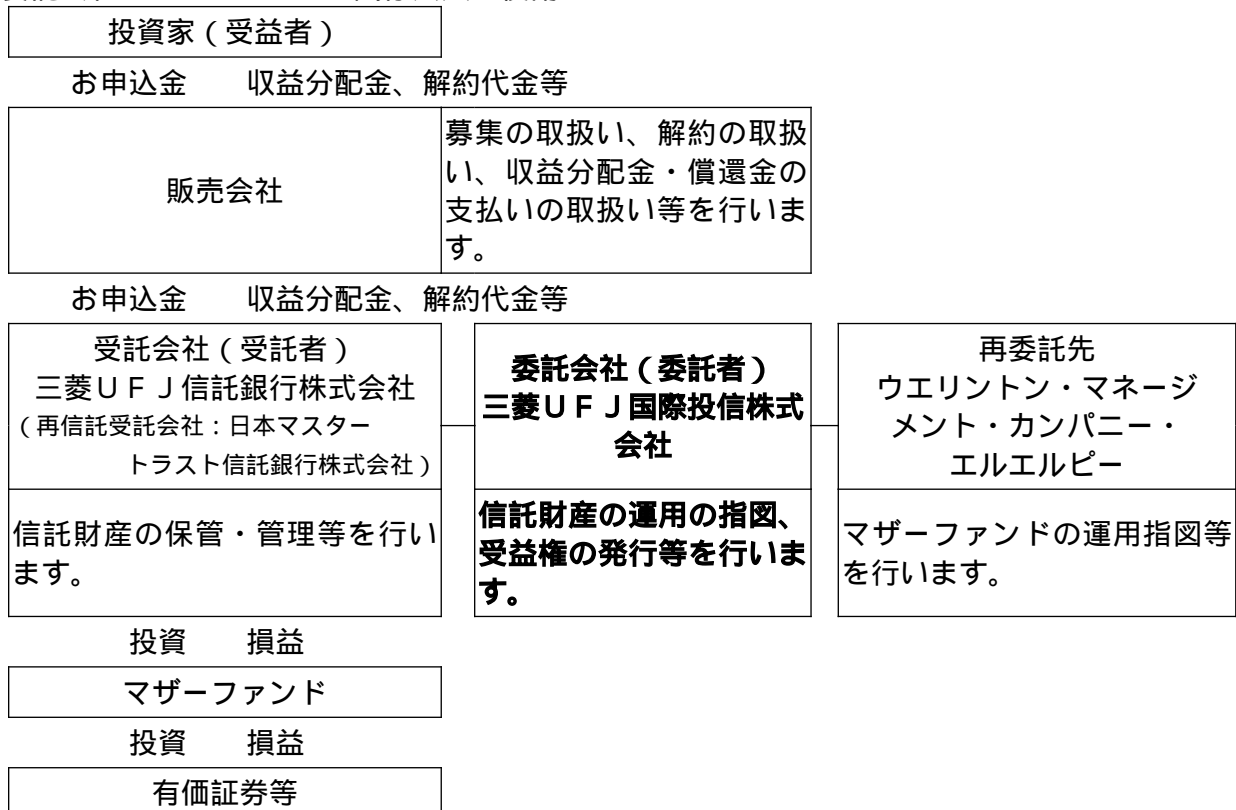 投資家（受益者）
お申込金　　収益分配金、解約代金等
販売会社
募集の取扱い、解約の取扱
い、収益分配金・償還金の
支払いの取扱い等を行いま
す。
お申込金　　収益分配金、解約代金等
受託会社（受託者）
三菱ＵＦＪ信託銀行株式会社
（再信託受託会社：日本マスター
トラスト信託銀行株式会社）
委託会社（委託者）
三菱ＵＦＪ国際投信株式
会社
再委託先
ウエリントン・マネージ
メント・カンパニー・
エルエルピー
信託財産の保管・管理等を行い
ます。
信託財産の運用の指図、
受益権の発行等を行いま
す。
マザーファンドの運用指図等
を行います。
投資　　損益
マザーファンド
投資　　損益
有価証券等